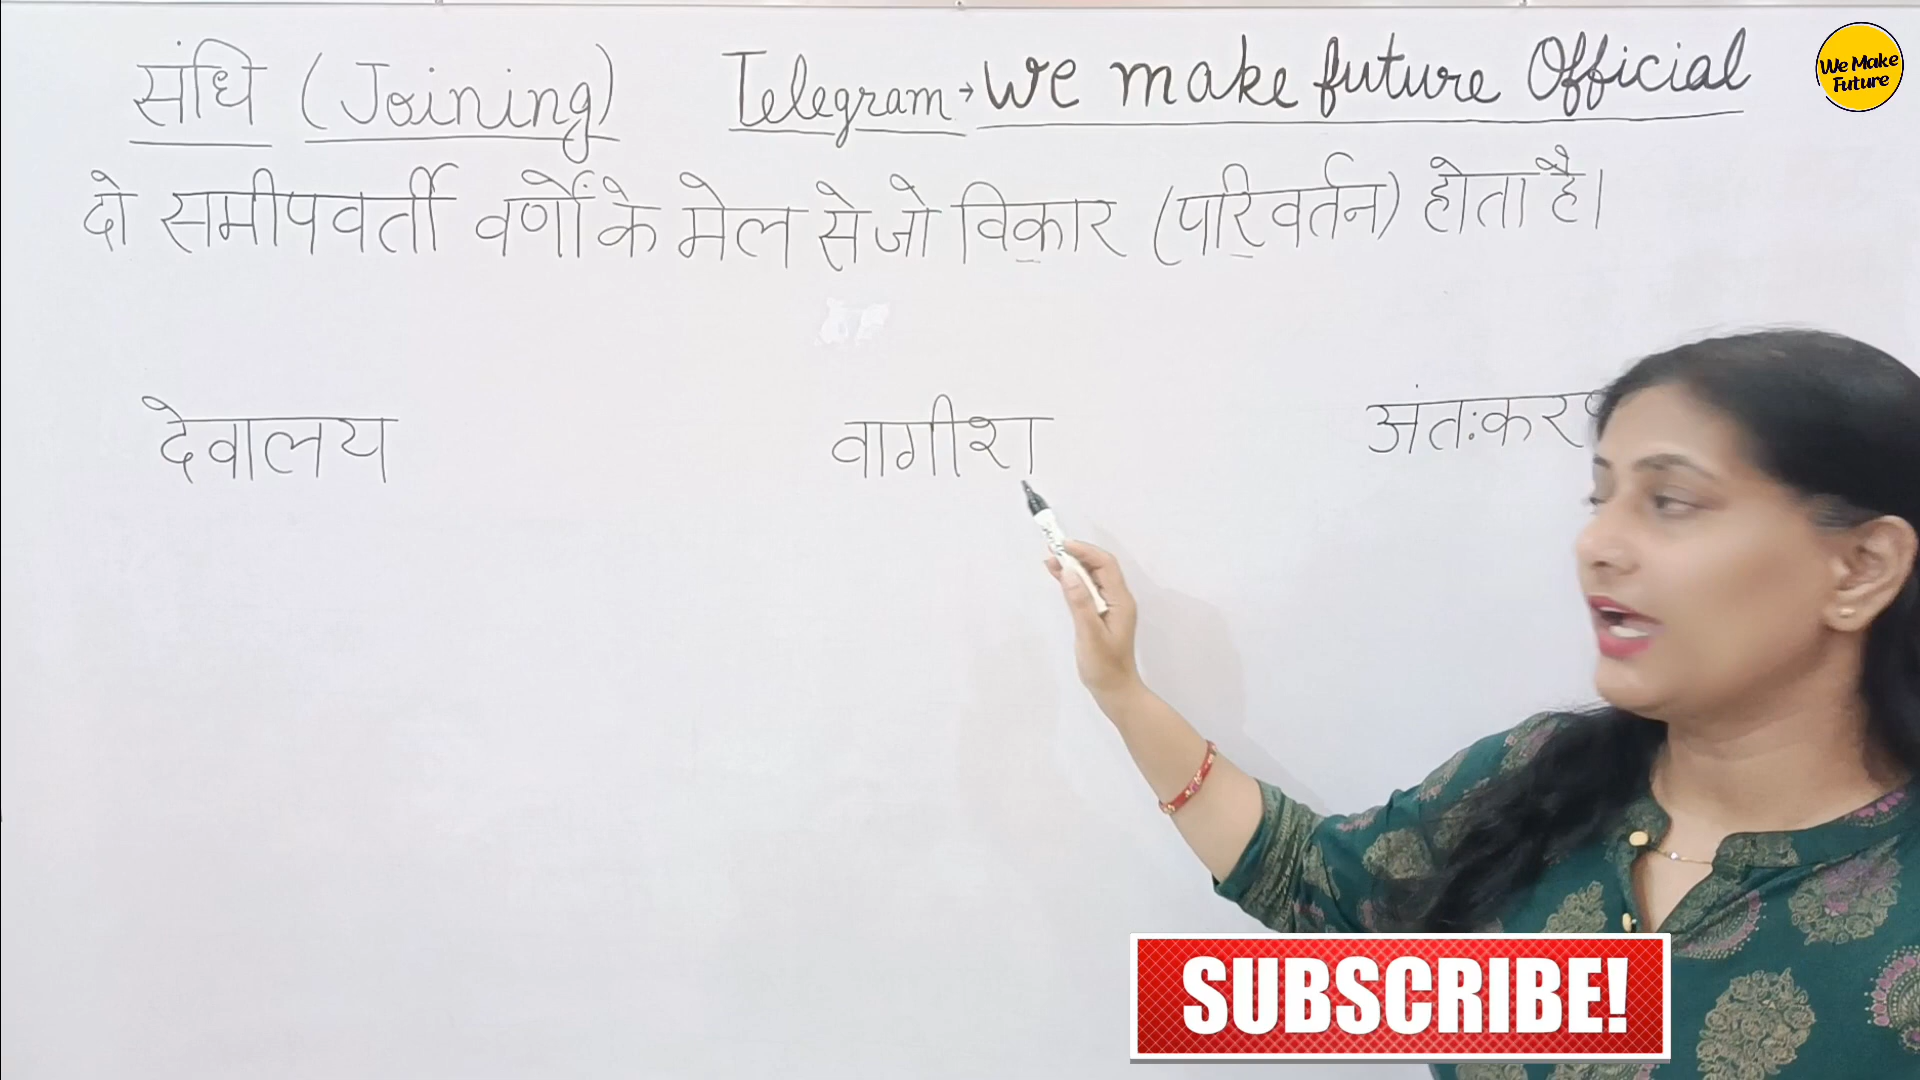 संधि (Joining) Telegram→We make future Official
We Make Future
दो समीपवर्ती वर्णों के मेल से जो विकार (परिवर्तन) होता है।
देवालय वागीश अंतःकर
SUBSCRIBE!